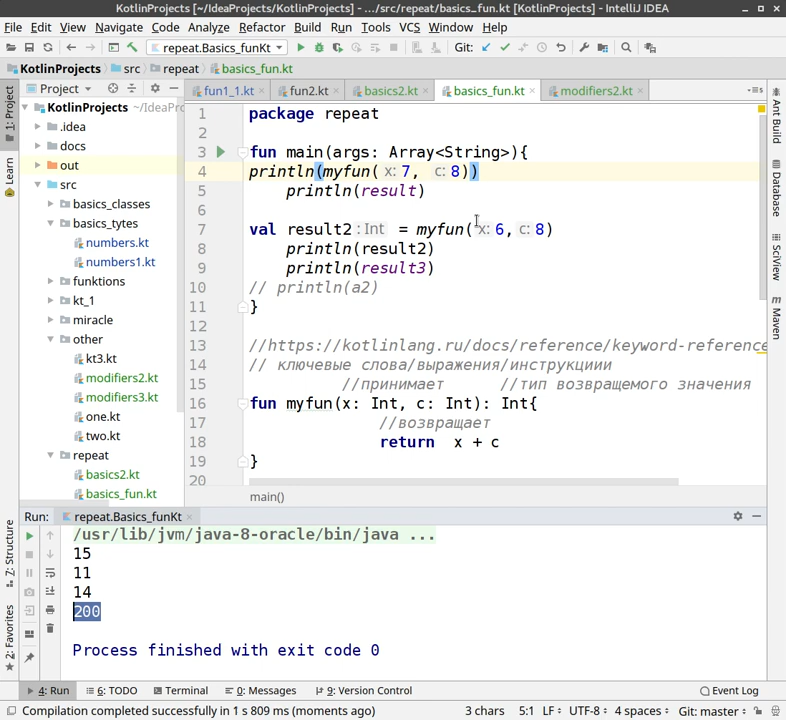 KotlinProjects [~/IdeaProjects/KotlinProjects] - .../src/repeat/basics_fun.kt [KotlinProjects] - IntelliJ IDEA
File Edit View Navigate Code Analyze Refactor Build Run Tools VCS Window Help
repeat.Basics_funKt Git:
KotlinProjects src repeat basics_fun.kt
Project
fun1_1.kt fun2.kt basics2.kt basics_fun.kt modifiers2.kt
1: Project
Learn
Z: Structure
2: Favorites
KotlinProjects ~/IdeaPro
.idea
docs
out
src
basics_classes
basics_tytes
numbers.kt
numbers1.kt
funktions
kt_1
miracle
other
kt3.kt
modifiers2.kt
modifiers3.kt
one.kt
two.kt
repeat
basics2.kt
basics_fun.kt
1 package repeat
2
3 fun main(args: Array<String>){
4 println(myfun( x: 7, c: 8))
5 println(result)
6
7 val result2 : Int = myfun( x: 6, c: 8)
8 println(result2)
9 println(result3)
10 // println(a2)
11 }
12
13 //https://kotlinlang.ru/docs/reference/keyword-reference
14 // ключевые слова/выражения/инструкциии
15 //принимает //тип возвращемого значения
16 fun myfun(x: Int, c: Int): Int{
17 //возвращает
18 return x + c
19 }
20
main()
Ant Build
Database
SciView
Maven
Run: repeat.Basics_funKt
/usr/lib/jvm/java-8-oracle/bin/java ...
15
11
14
200
Process finished with exit code 0
4: Run 6: TODO Terminal 0: Messages 9: Version Control Event Log
Compilation completed successfully in 1 s 809 ms (moments ago) 3 chars 5:1 LF UTF-8 4 spaces Git: master